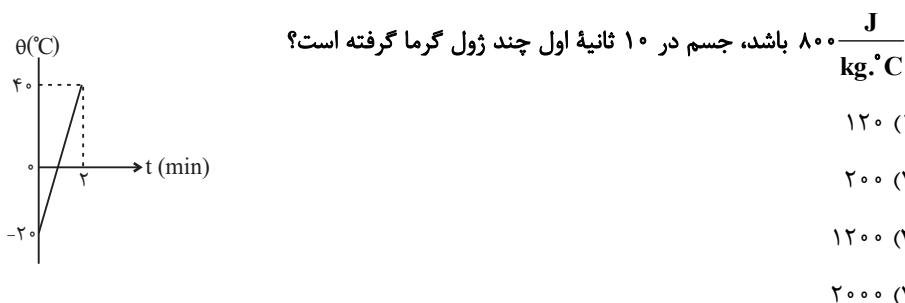 ۸۰۰ J/kg.°C باشد، جسم در ۱۰ ثانیهٔ اول چند ژول گرما گرفته است؟
۱۲۰ (
۲۰۰ (
۱۲۰۰ (
۲۰۰۰ (
θ(°C)
۴۰
۰
۲
t (min)
-۲۰